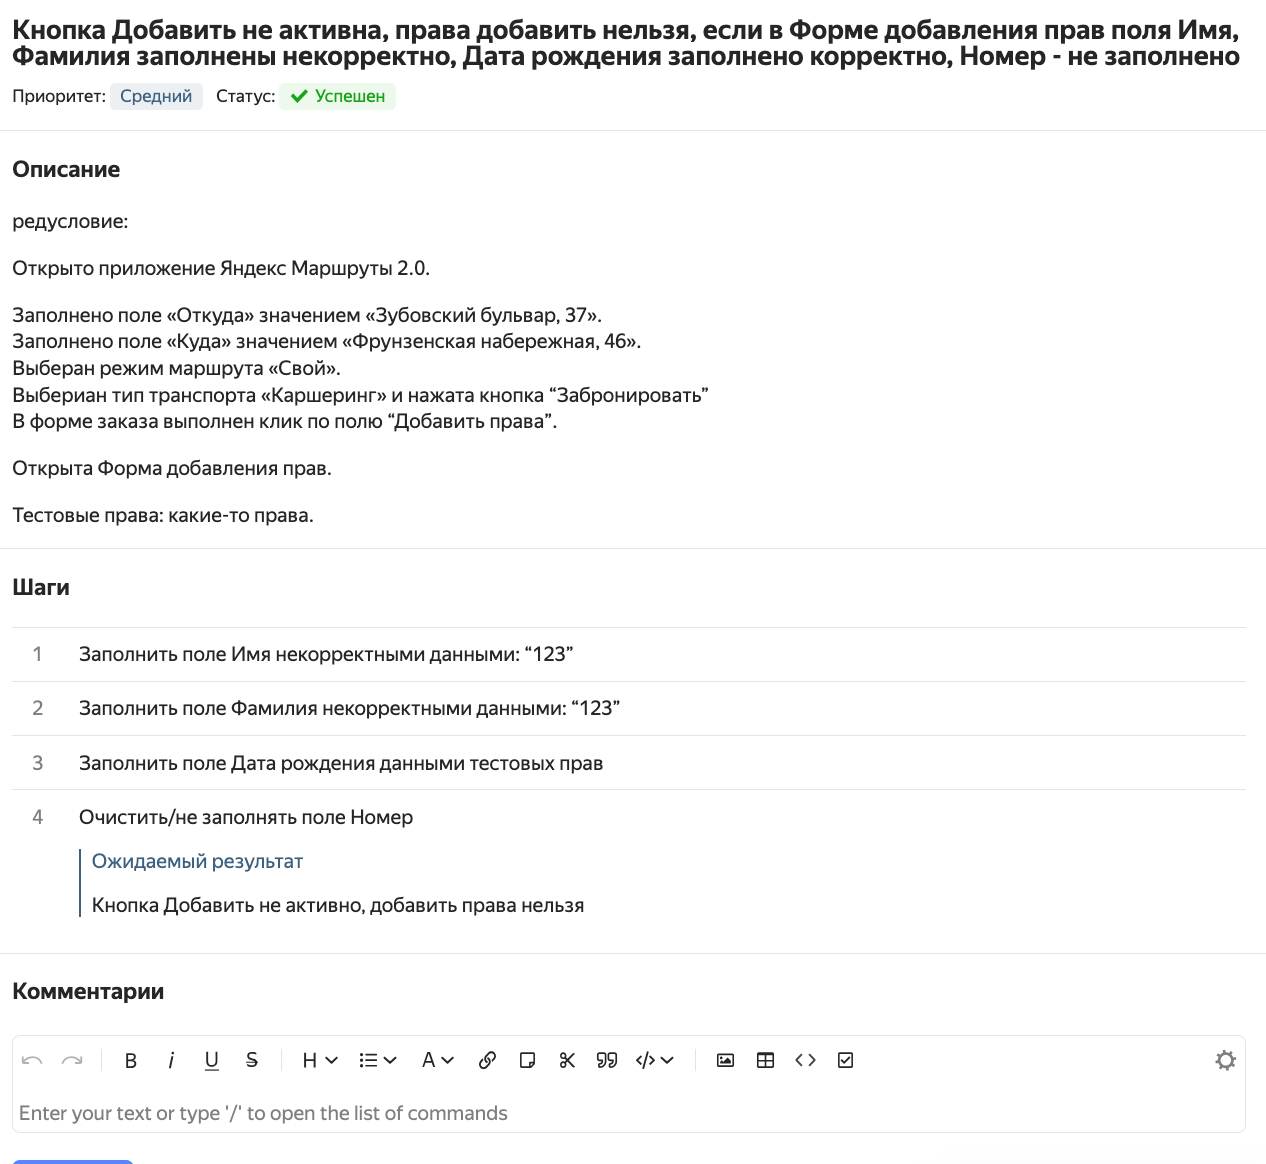 Кнопка Добавить не активна, права добавить нельзя, если в Форме добавления прав поля Имя,
Фамилия заполнены некорректно, Дата рождения заполнено корректно, Номер - не заполнено
Приоритет: Средний Статус: Успешен
Описание
редусловие:
Открыто приложение Яндекс Маршруты 2.0.
Заполнено поле «Откуда» значением «Зубовский бульвар, 37».
Заполнено поле «Куда» значением «Фрунзенская набережная, 46».
Выберан режим маршрута «Свой».
Выбериан тип транспорта «Каршеринг» и нажата кнопка “Забронировать”
В форме заказа выполнен клик по полю “Добавить права”.
Открыта Форма добавления прав.
Тестовые права: какие-то права.
Шаги
1 Заполнить поле Имя некорректными данными: “123”
2 Заполнить поле Фамилия некорректными данными: “123”
3 Заполнить поле Дата рождения данными тестовых прав
4 Очистить/не заполнять поле Номер
Ожидаемый результат
Кнопка Добавить не активно, добавить права нельзя
Комментарии
B i U S H A
Enter your text or type '/' to open the list of commands